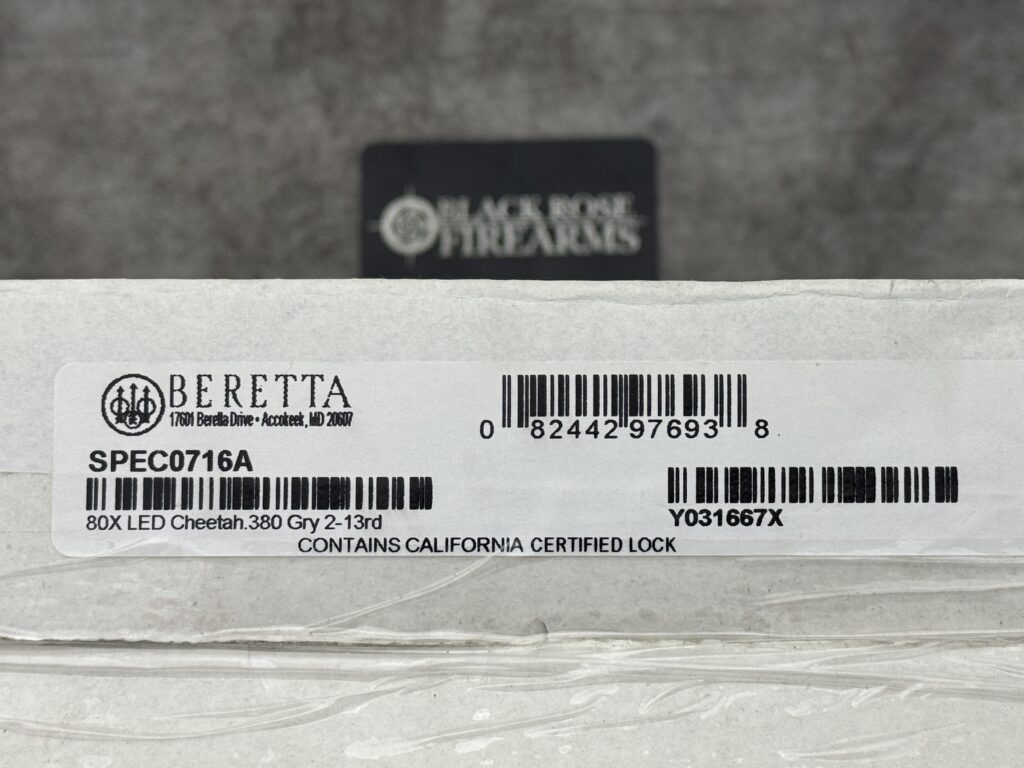 BLACK ROSE
FIREARMS
BERETTA
17601 Beretta Drive • Accokeek, MD 20607
0 82442 97693 8
SPEC0716A
80X LED Cheetah.380 Gry 2-13rd
Y031667X
CONTAINS CALIFORNIA CERTIFIED LOCK